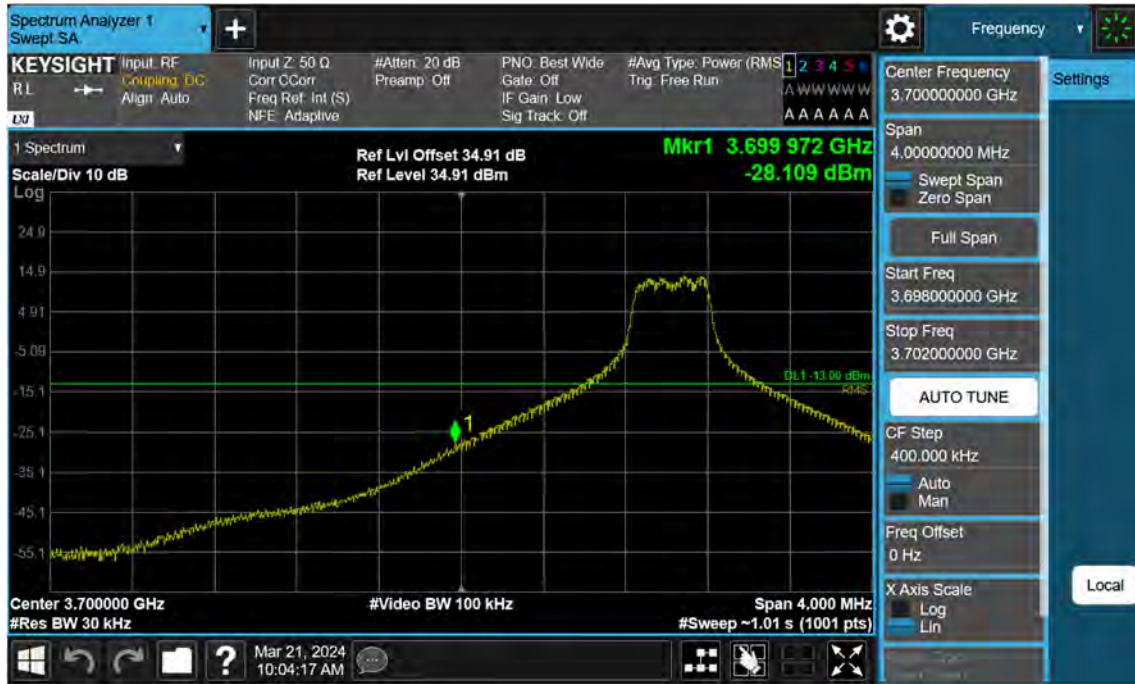 Spectrum Analyzer 1
Swept SA
Frequency
KEYSIGHT
RL
LXI
Input: RF
Coupling: DC
Align: Auto
Input Z: 50 Ω
Corr CCorr
Freq Ref: Int (S)
NFE: Adaptive
#Atten: 20 dB
Preamp: Off
PNO: Best Wide
Gate: Off
IF Gain: Low
Sig Track: Off
#Avg Type: Power (RMS
Trig: Free Run
1 2 3 4 5 6
A W W W W W
A A A A A A
1 Spectrum
Scale/Div 10 dB
Ref Lvl Offset 34.91 dB
Ref Level 34.91 dBm
Mkr1 3.699 972 GHz
-28.109 dBm
Log
24.9
14.9
4.91
-5.09
-15.1
-25.1
-35.1
-45.1
-55.1
DL1 -13.00 dBm
RMS
1
Center 3.700000 GHz
#Res BW 30 kHz
#Video BW 100 kHz
Span 4.000 MHz
#Sweep ~1.01 s (1001 pts)
Mar 21, 2024
10:04:17 AM
Center Frequency
3.700000000 GHz
Span
4.00000000 MHz
Swept Span
Zero Span
Full Span
Start Freq
3.698000000 GHz
Stop Freq
3.702000000 GHz
AUTO TUNE
CF Step
400.000 kHz
Auto
Man
Freq Offset
0 Hz
X Axis Scale
Log
Lin
Settings
Local